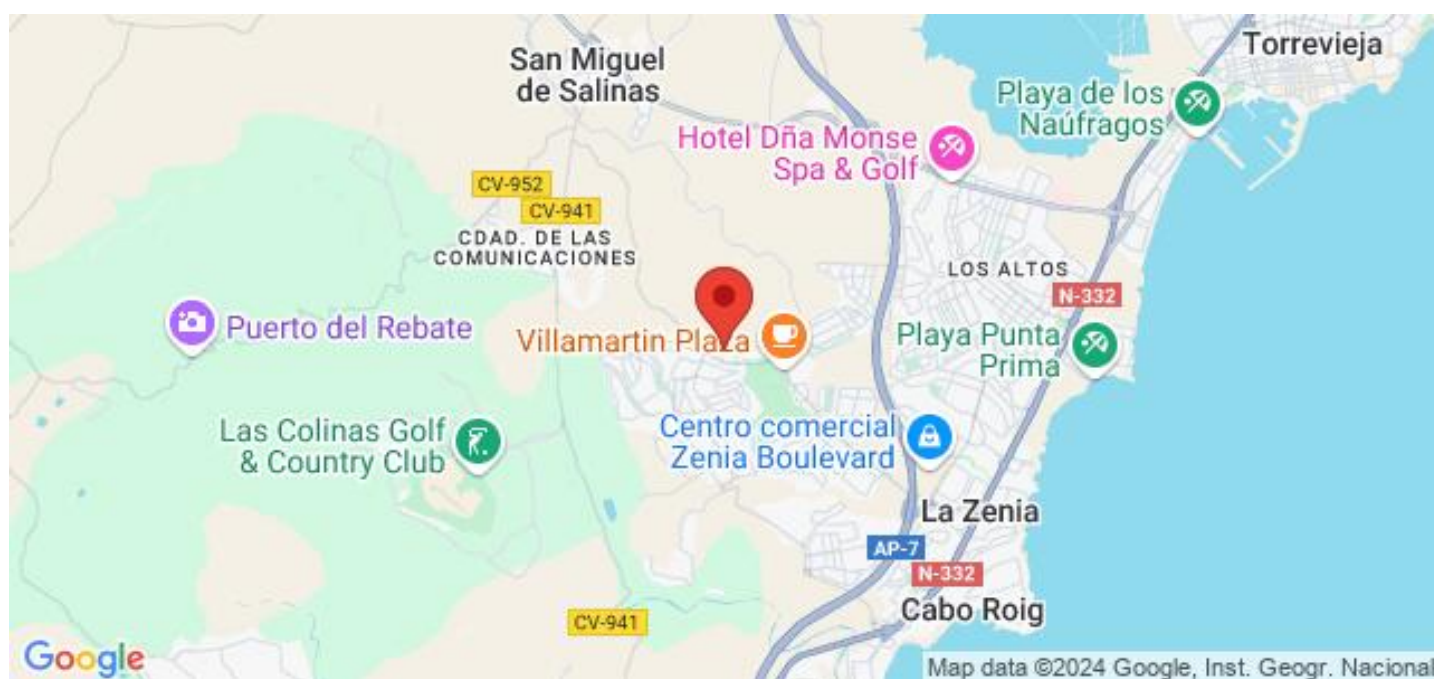 San Miguel
de Salinas
Torrevieja
Playa de los
Naúfragos
Hotel Dña Monse
Spa & Golf
CV-952
CV-941
CDAD. DE LAS
COMUNICACIONES
LOS ALTOS
N-332
Puerto del Rebate
Villamartin Plaza
Playa Punta
Prima
Las Colinas Golf
& Country Club
Centro comercial
Zenia Boulevard
La Zenia
AP-7
N-332
Cabo Roig
CV-941
Google
Map data ©2024 Google, Inst. Geogr. Nacional